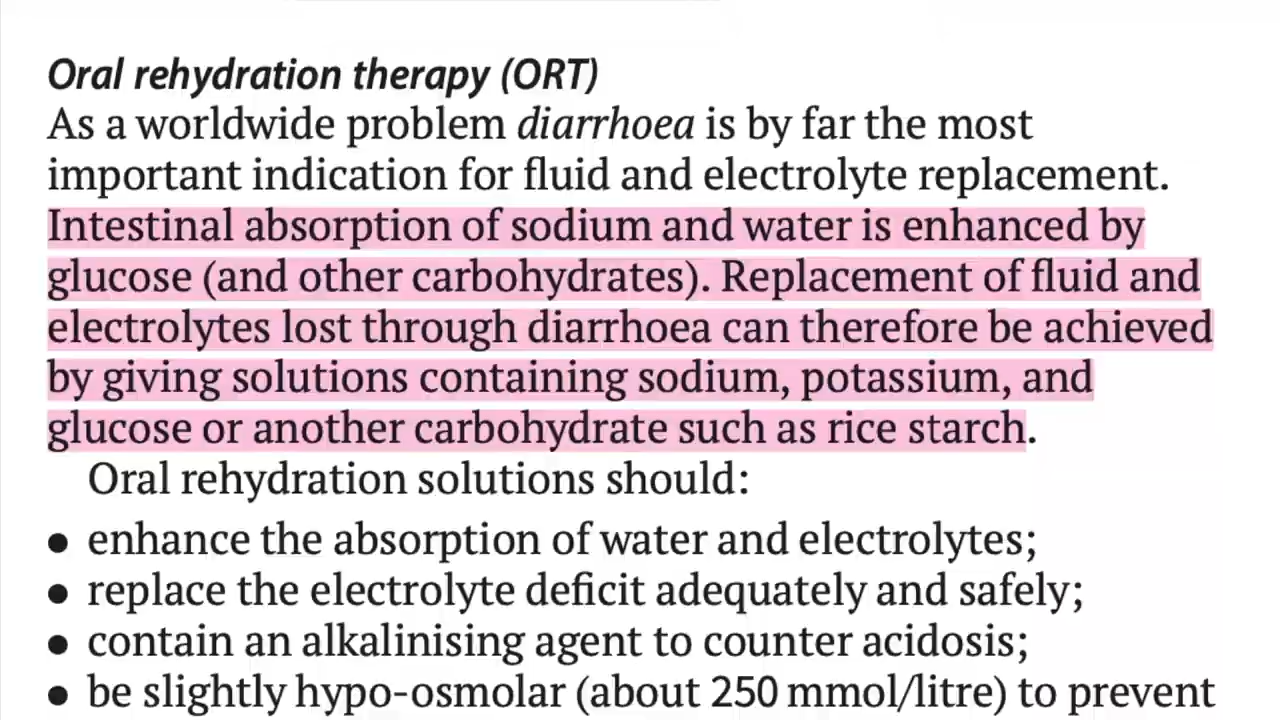 Oral rehydration therapy (ORT)
As a worldwide problem diarrhoea is by far the most
important indication for fluid and electrolyte replacement.
Intestinal absorption of sodium and water is enhanced by
glucose (and other carbohydrates). Replacement of fluid and
electrolytes lost through diarrhoea can therefore be achieved
by giving solutions containing sodium, potassium, and
glucose or another carbohydrate such as rice starch.
Oral rehydration solutions should:
• enhance the absorption of water and electrolytes;
• replace the electrolyte deficit adequately and safely;
• contain an alkalinising agent to counter acidosis;
• be slightly hypo-osmolar (about 250 mmol/litre) to prevent